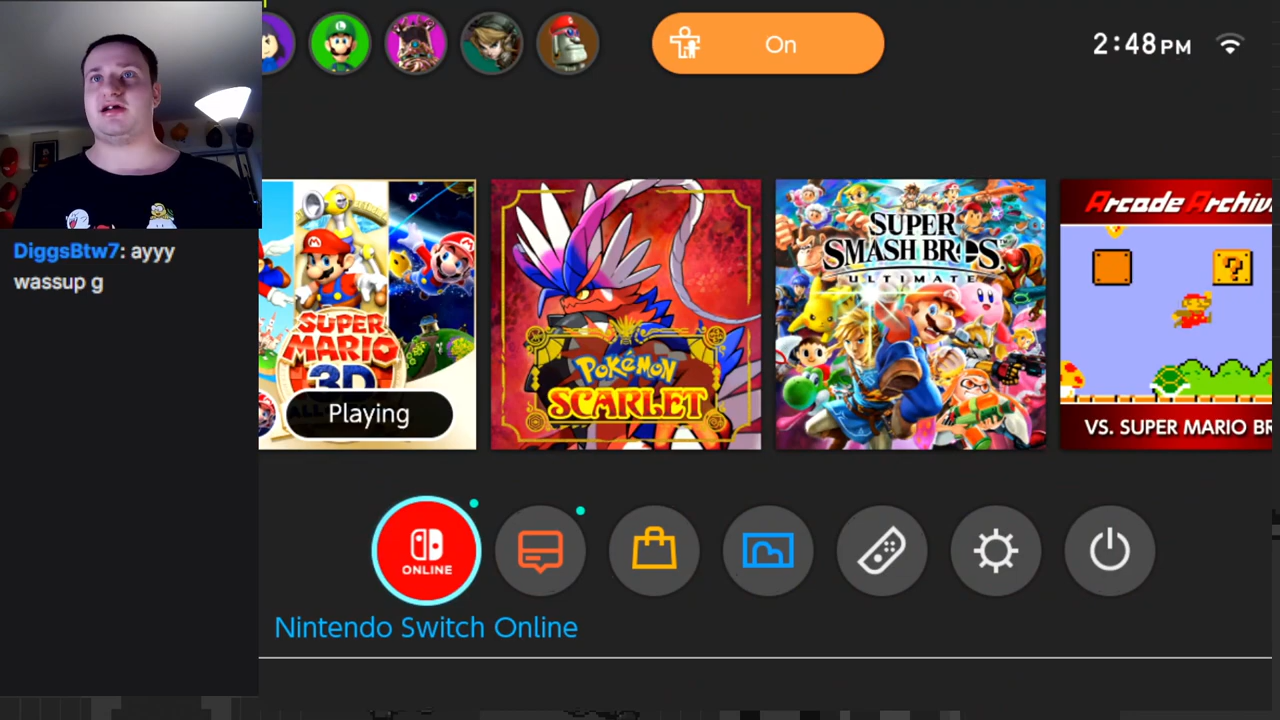 On
2:48 PM
DiggsBtw7: ayyy
wassup g
SUPER
MARIO
3D
Playing
POKÉMON
SCARLET
SUPER
SMASH BROS.
ULTIMATE
Arcade Archiv
VS. SUPER MARIO BR
ONLINE
Nintendo Switch Online